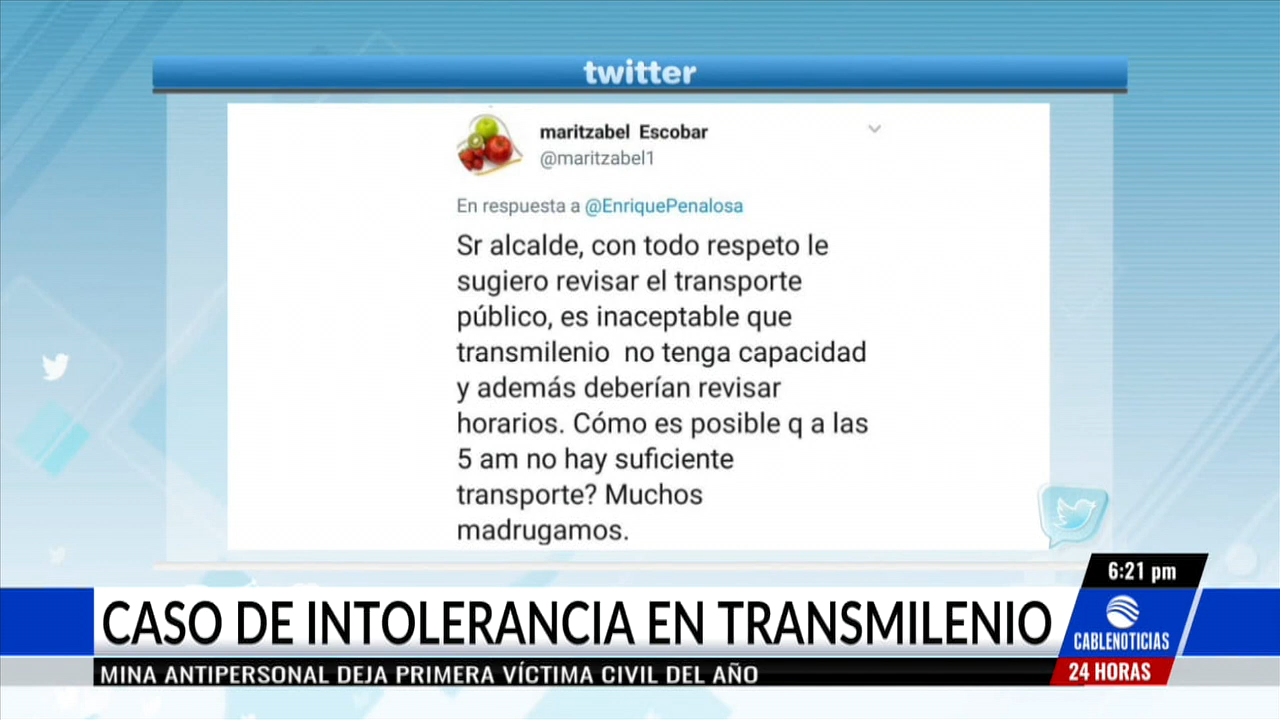 twitter
maritzabel Escobar
@maritzabel1
En respuesta a @EnriquePenalosa
Sr alcalde, con todo respeto le
sugiero revisar el transporte
público, es inaceptable que
transmilenio no tenga capacidad
y además deberían revisar
horarios. Cómo es posible q a las
5 am no hay suficiente
transporte? Muchos
madrugamos.
6:21 pm
CASO DE INTOLERANCIA EN TRANSMILENIO
CABLENOTICIAS
24 HORAS
MINA ANTIPERSONAL DEJA PRIMERA VÍCTIMA CIVIL DEL AÑO